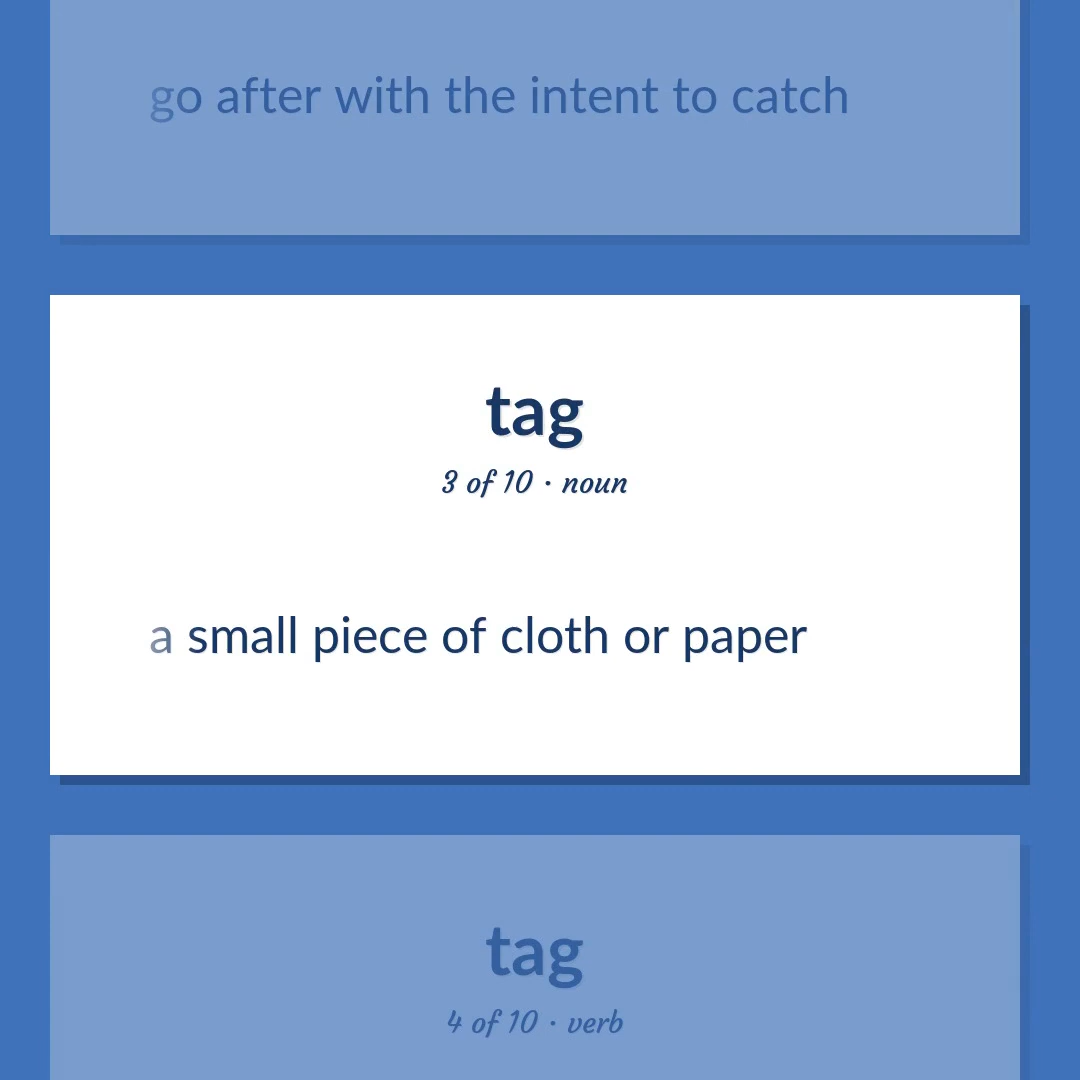 go after with the intent to catch
tag
3 of 10 · noun
a small piece of cloth or paper
tag
4 of 10 · verb